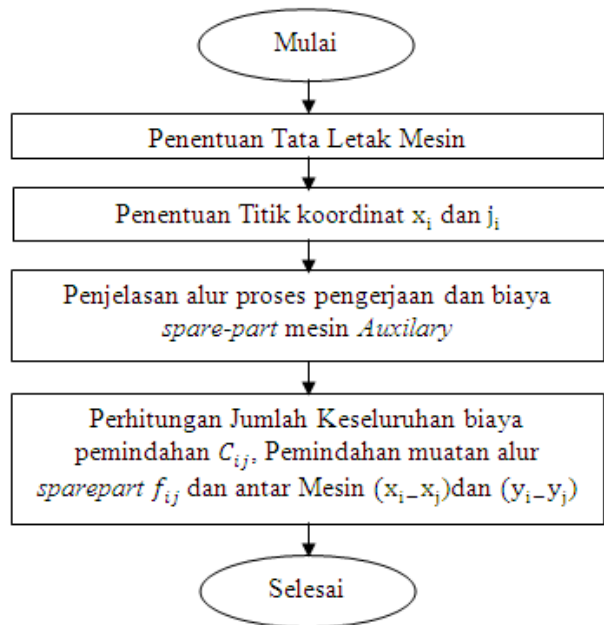 Mulai
Penentuan Tata Letak Mesin
Penentuan Titik koordinat xᵢ dan jᵢ
Penjelasan alur proses pengerjaan dan biaya
spare-part mesin Auxilary
Perhitungan Jumlah Keseluruhan biaya
pemindahan 𝐶ᵢⱼ, Pemindahan muatan alur
sparepart 𝑓ᵢⱼ dan antar Mesin (xᵢ₋xⱼ)dan (yᵢ₋yⱼ)
Selesai